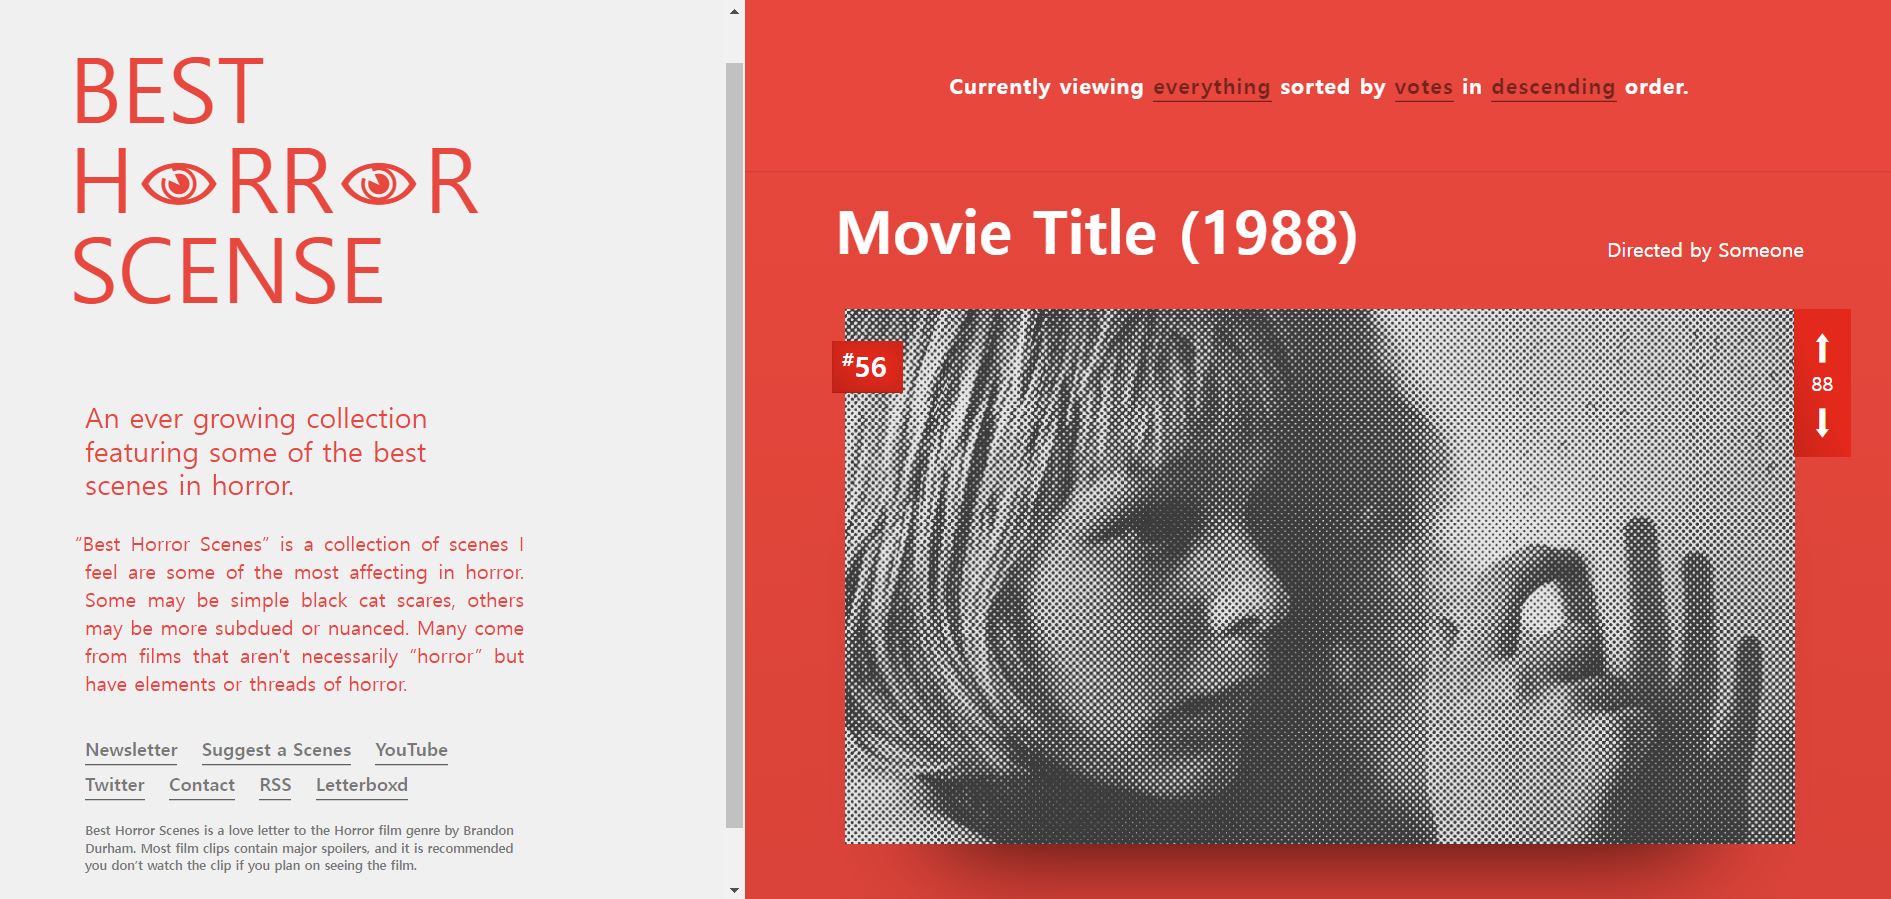 BEST
HORROR
SCENSE
An ever growing collection
featuring some of the best
scenes in horror.
“Best Horror Scenes” is a collection of scenes I
feel are some of the most affecting in horror.
Some may be simple black cat scares, others
may be more subdued or nuanced. Many come
from films that aren't necessarily “horror” but
have elements or threads of horror.
Newsletter Suggest a Scenes YouTube
Twitter Contact RSS Letterboxd
Best Horror Scenes is a love letter to the Horror film genre by Brandon
Durham. Most film clips contain major spoilers, and it is recommended
you don’t watch the clip if you plan on seeing the film.
Currently viewing everything sorted by votes in descending order.
Movie Title (1988)
Directed by Someone
#56
88